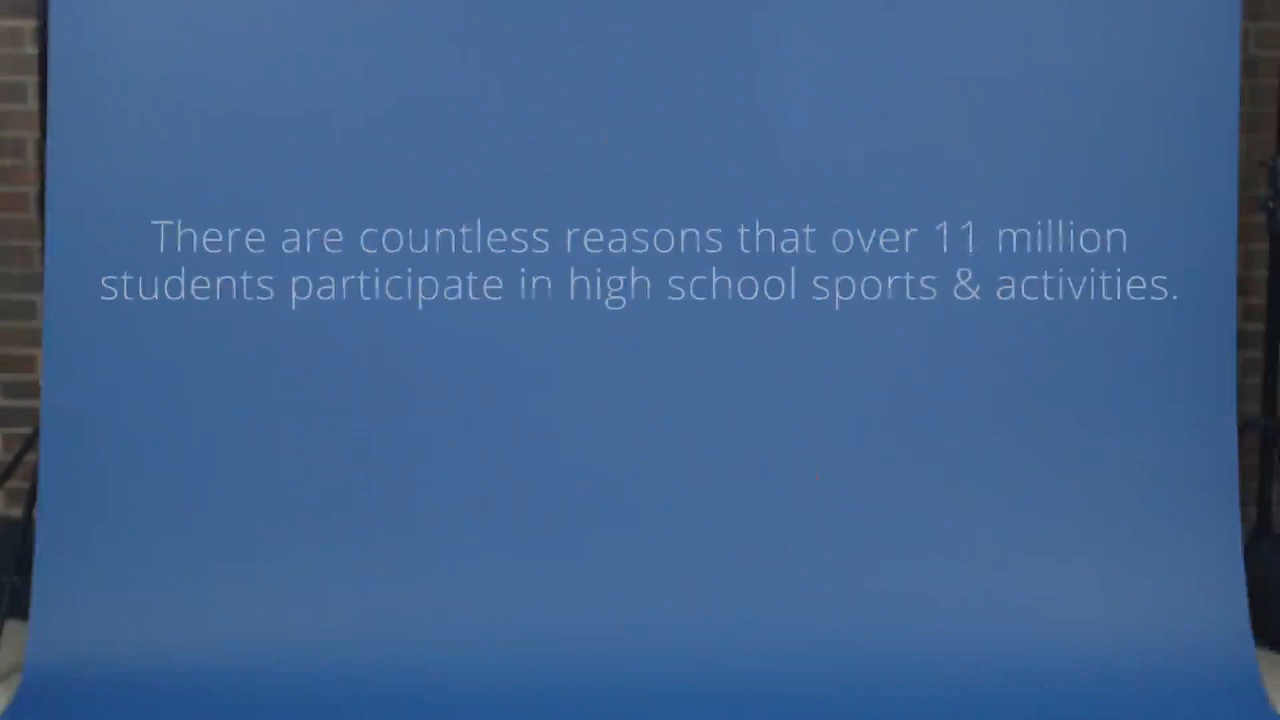 There are countless reasons that over 11 million
students participate in high school sports & activities.